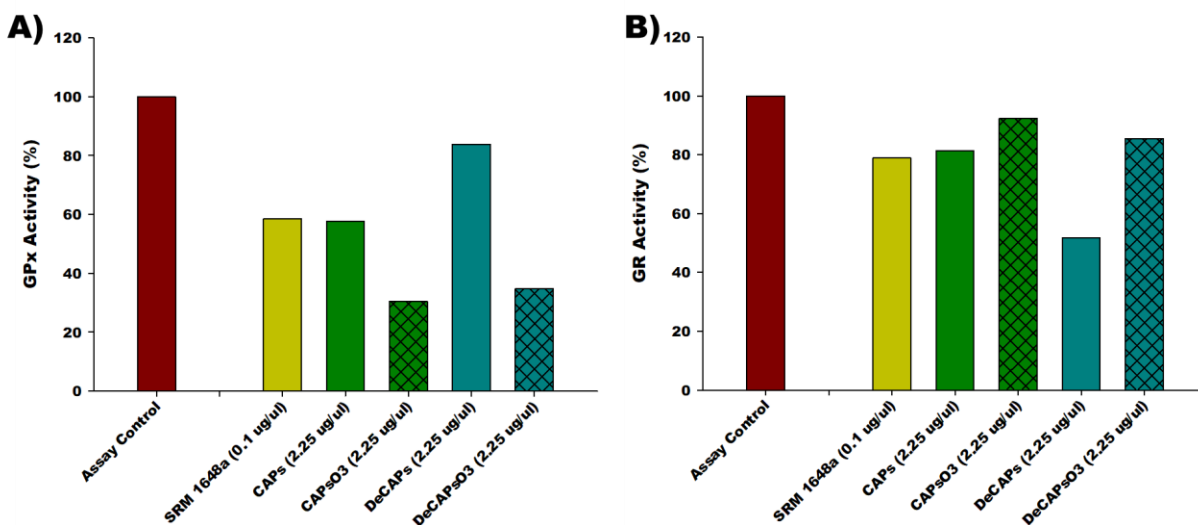 A)
120
100
80
60
40
20
0
GPx Activity (%)
Assay Control
SRM 1648a (0.1 ug/ul)
CAPs (2.25 ug/ul)
CAPsO3 (2.25 ug/ul)
DeCAPs (2.25 ug/ul)
DeCAPsO3 (2.25 ug/ul)
B)
120
100
80
60
40
20
0
GR Activity (%)
Assay Control
SRM 1648a (0.1 ug/ul)
CAPs (2.25 ug/ul)
CAPsO3 (2.25 ug/ul)
DeCAPs (2.25 ug/ul)
DeCAPsO3 (2.25 ug/ul)